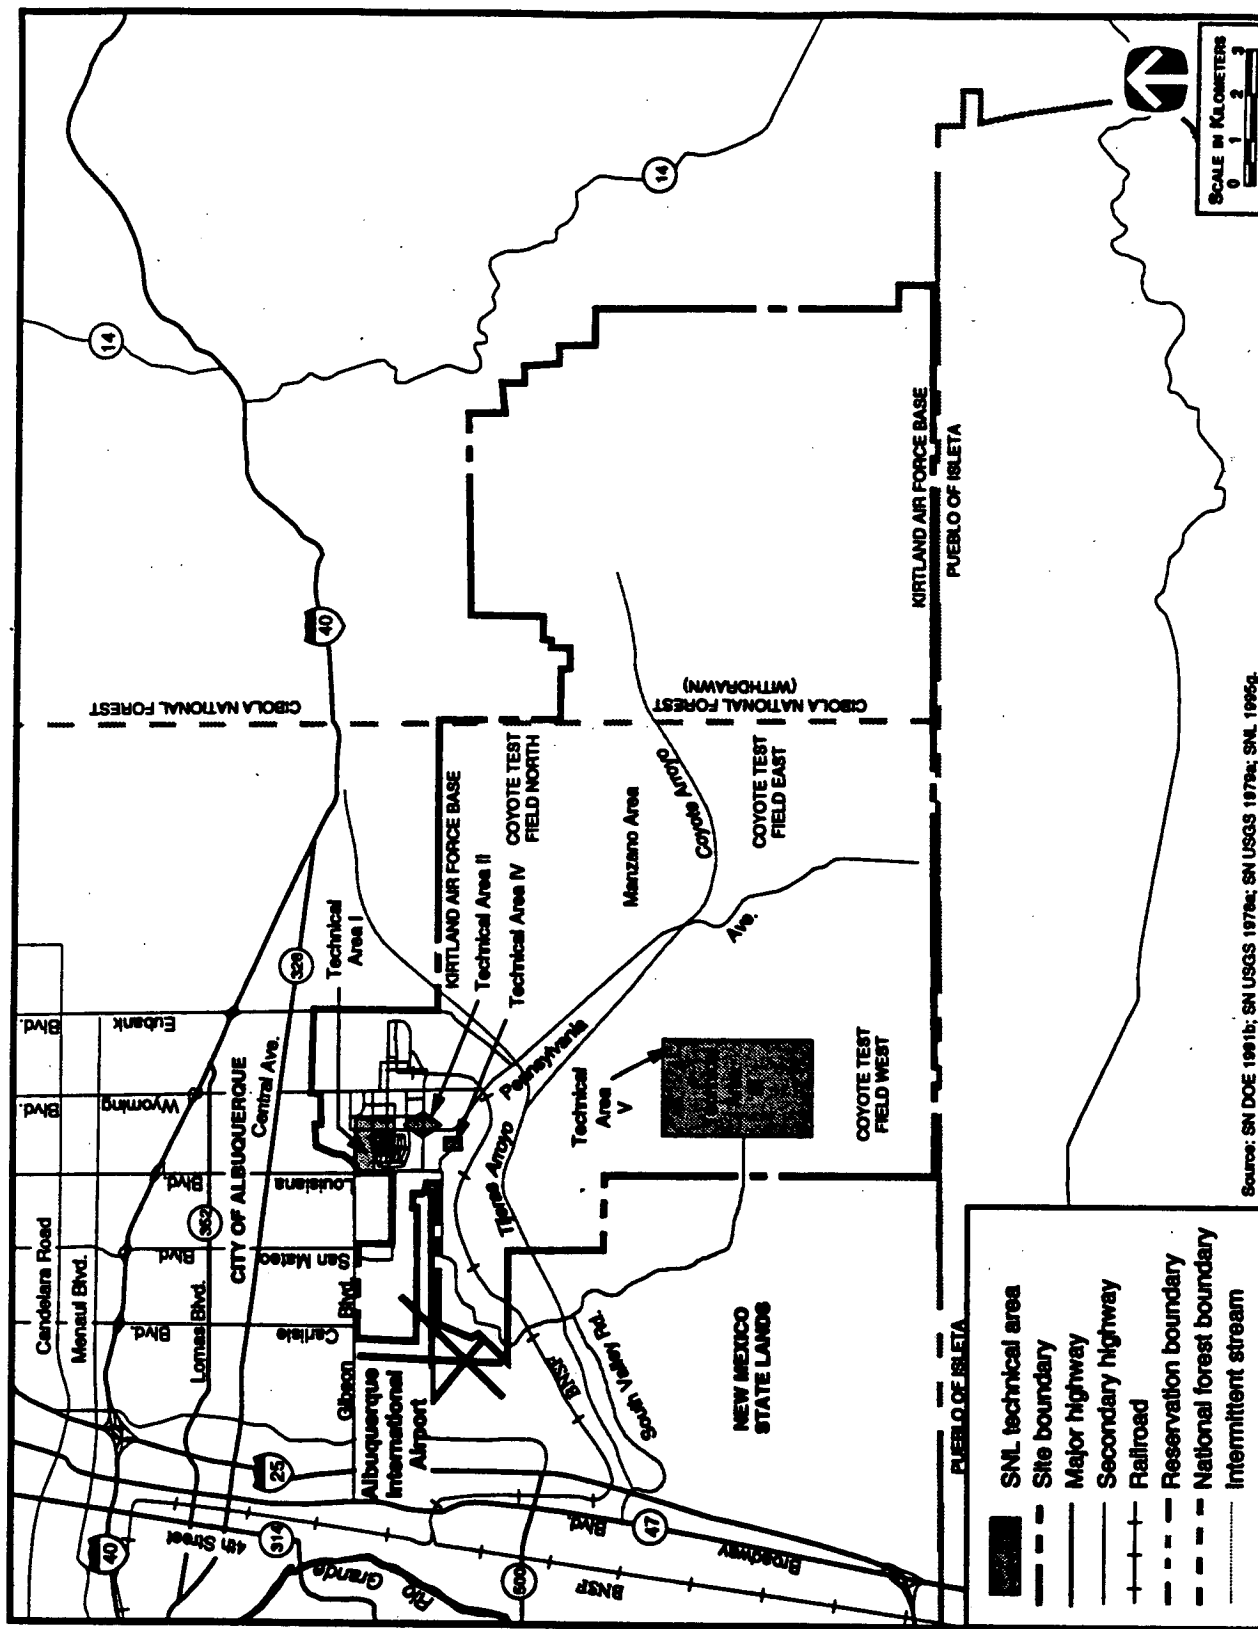 Candelara Road
Menaul Blvd.
Lomas Blvd.
Carlisle
Blvd.
San Mateo
Blvd.
Louisiana
Blvd.
Wyoming
Blvd.
Eubank
Blvd.
CITY OF ALBUQUERQUE
Central Ave.
Gibson
Blvd.
Albuquerque
International
Airport
4th Street
40
25
314
47
500
352
326
40
14
14
Rio
Grande
BNSF
BNSF
Broadway
Blvd.
South Valley Rd.
Tijeras Arroyo
Pennsylvania
Ave.
Technical
Area I
Technical Area II
Technical Area IV
Technical
Area
V
KIRTLAND AIR FORCE BASE
COYOTE TEST
FIELD NORTH
CIBOLA NATIONAL FOREST
CIBOLA NATIONAL FOREST
(WITHDRAWN)
Manzano Area
Coyote Arroyo
COYOTE TEST
FIELD EAST
COYOTE TEST
FIELD WEST
NEW MEXICO
STATE LANDS
KIRTLAND AIR FORCE BASE
PUEBLO OF ISLETA
PUEBLO OF ISLETA
SNL technical area
Site boundary
Major highway
Secondary highway
Railroad
Reservation boundary
National forest boundary
Intermittent stream
SCALE IN KILOMETERS
0 1 2 3
Source: SN DOE 1991b; SN USGS 1978a; SN USGS 1979a; SNL 1995g.